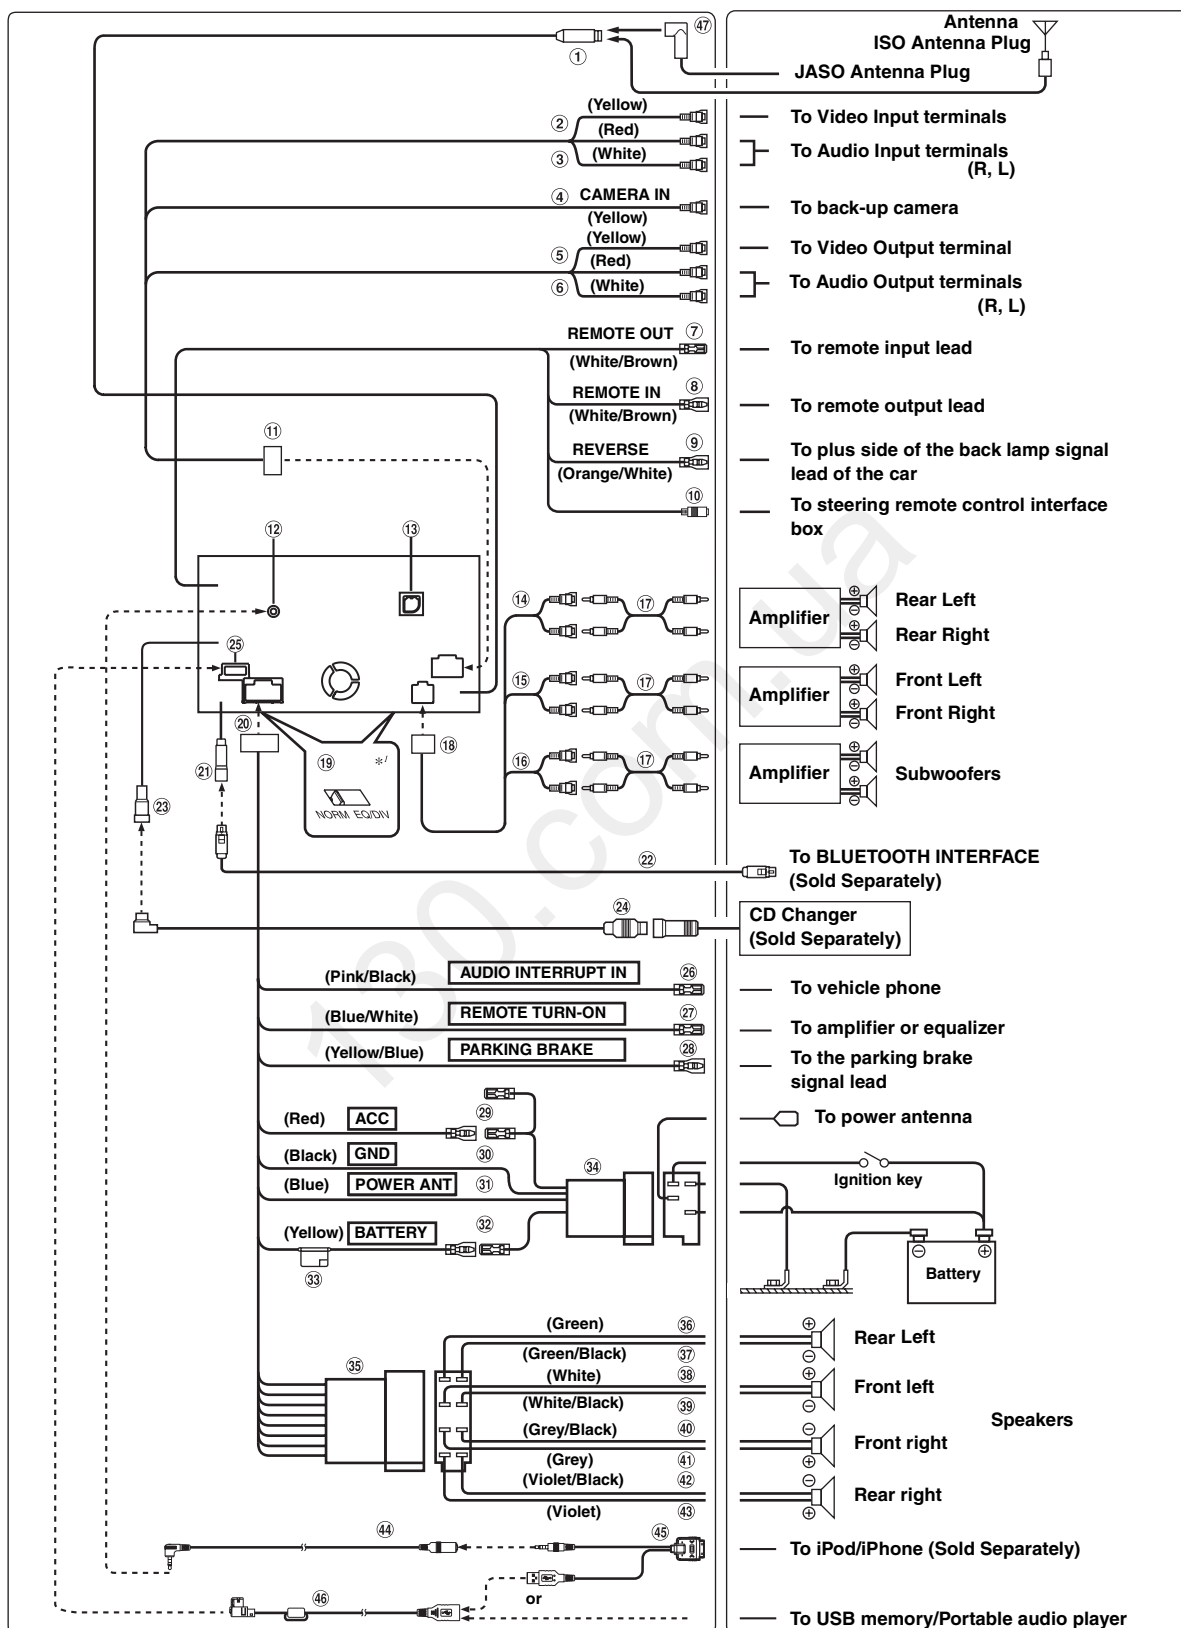 Antenna
ISO Antenna Plug
㊼
①
JASO Antenna Plug
(Yellow)
② (Red)
③ (White)
To Video Input terminals
To Audio Input terminals
(R, L)
④ CAMERA IN
(Yellow)
To back-up camera
(Yellow)
⑤ (Red)
⑥ (White)
To Video Output terminal
To Audio Output terminals
(R, L)
REMOTE OUT ⑦
(White/Brown)
To remote input lead
REMOTE IN ⑧
(White/Brown)
To remote output lead
REVERSE ⑨
(Orange/White)
To plus side of the back lamp signal
lead of the car
⑩
To steering remote control interface
box
⑪
⑫
⑬
⑭ ⑰
Amplifier
⊕
⊖
Rear Left
⊕
⊖
Rear Right
⑮ ⑰
Amplifier
⊕
⊖
Front Left
⊕
⊖
Front Right
⑯ ⑰
Amplifier
⊕
⊖
⊕
⊖
Subwoofers
㉕
⑳
⑱
⑲ *1
NORM EQ/DIV
㉑
㉓
㉒
To BLUETOOTH INTERFACE
(Sold Separately)
㉔
CD Changer
(Sold Separately)
(Pink/Black) AUDIO INTERRUPT IN ㉖
To vehicle phone
(Blue/White) REMOTE TURN-ON ㉗
To amplifier or equalizer
(Yellow/Blue) PARKING BRAKE ㉘
To the parking brake
signal lead
(Red) ACC ㉙
To power antenna
(Black) GND ㉚
(Blue) POWER ANT ㉛
(Yellow) BATTERY ㉜
㉝
㉞
Ignition key
⊖ ⊕
Battery
㉟
(Green) ㊱
(Green/Black) ㊲
⊕
⊖
Rear Left
(White) ㊳
(White/Black) ㊴
⊕
⊖
Front left
Speakers
(Grey/Black) ㊵
(Grey) ㊶
⊖
⊕
Front right
(Violet/Black) ㊷
(Violet) ㊸
⊖
⊕
Rear right
㊹
㊺
To iPod/iPhone (Sold Separately)
or
㊻
To USB memory/Portable audio player
130.com.ua